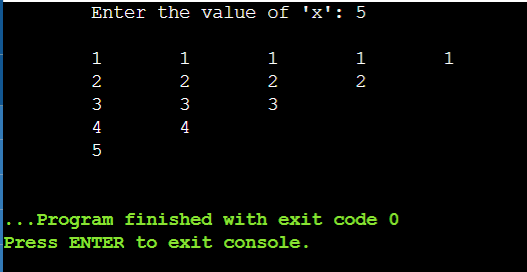 Enter the value of 'x': 5
1 1 1 1 1
2 2 2 2
3 3 3
4 4
5
...Program finished with exit code 0
Press ENTER to exit console.